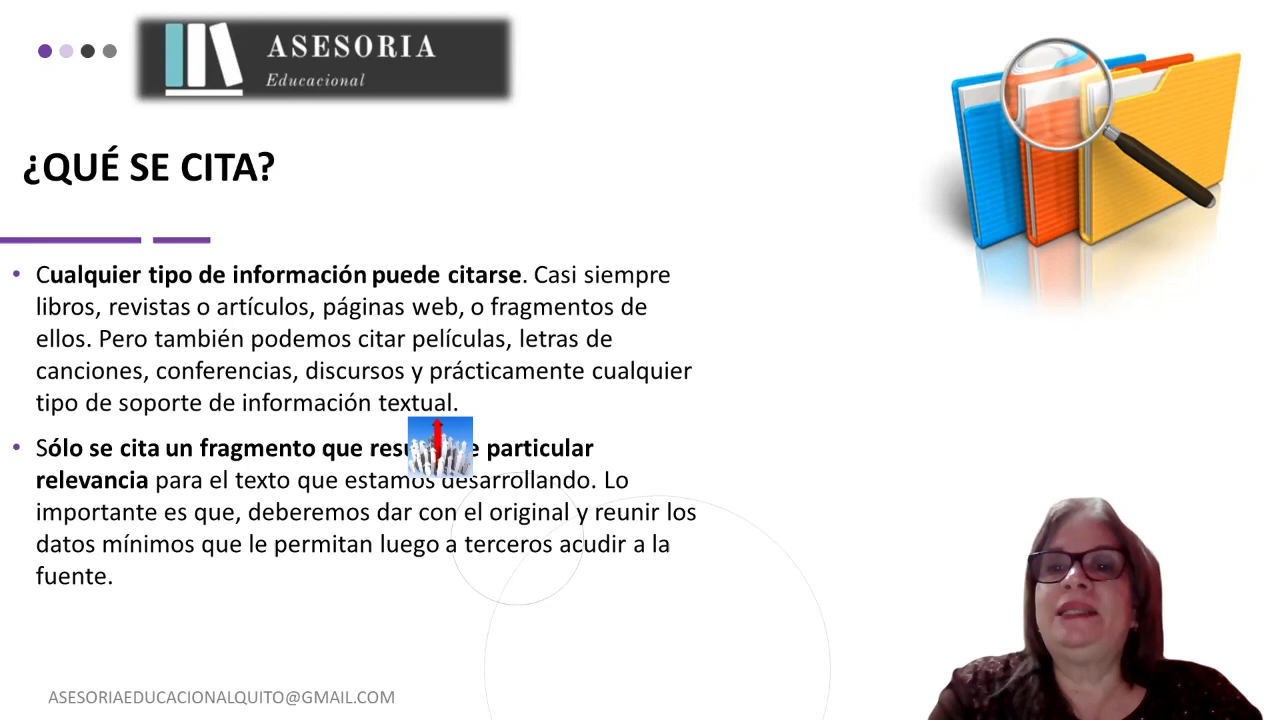 ASESORIA
Educacional
¿QUÉ SE CITA?
• Cualquier tipo de información puede citarse. Casi siempre
libros, revistas o artículos, páginas web, o fragmentos de
ellos. Pero también podemos citar películas, letras de
canciones, conferencias, discursos y prácticamente cualquier
tipo de soporte de información textual.
• Sólo se cita un fragmento que particular
relevancia para el texto que estamos desarrollando. Lo
importante es que, deberemos dar con el original y reunir los
datos mínimos que le permitan luego a terceros acudir a la
fuente.
ASESORIAEDUCACIONALQUITO@GMAIL.COM